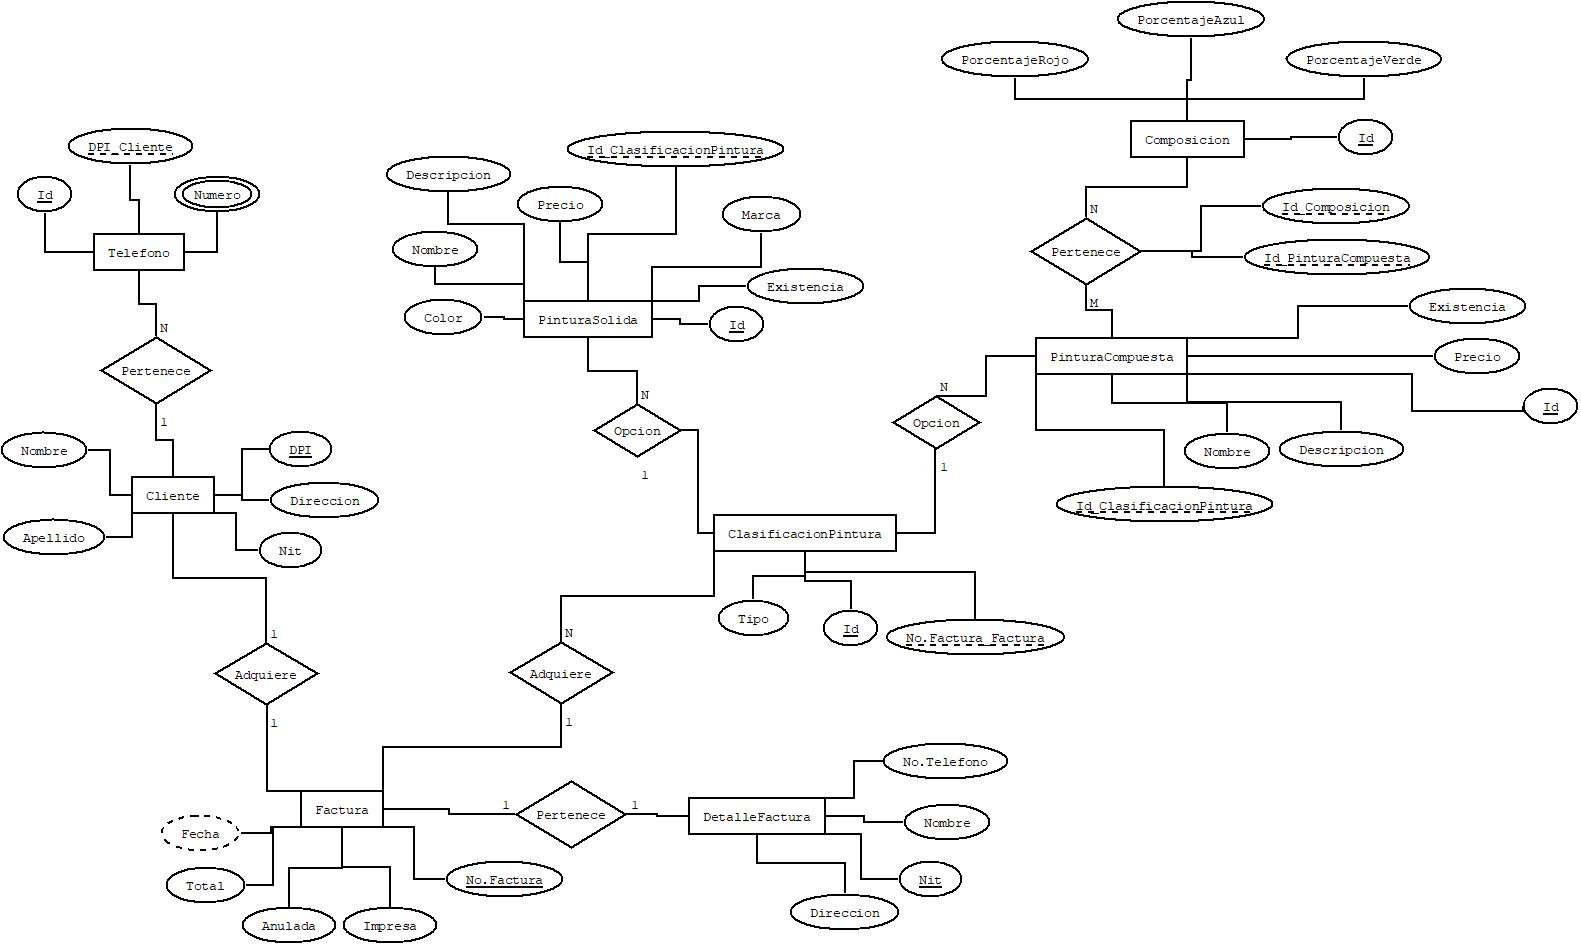 PorcentajeAzul
PorcentajeRojo
PorcentajeVerde
Composicion
Id
DPI_Cliente
Id
Numero
Telefono
Descripcion
Id_ClasificacionPintura
Precio
Marca
Nombre
Existencia
Color
PinturaSolida
Id
N
Pertenece
Id_Composicion
Id_PinturaCompuesta
M
Existencia
PinturaCompuesta
Precio
Id
Nombre
Descripcion
Id_ClasificacionPintura
N
Pertenece
1
N
Opcion
1
N
Opcion
1
Nombre
DPI
Cliente
Direccion
Apellido
Nit
ClasificacionPintura
Tipo
Id
No.Factura_Factura
1
Adquiere
1
N
Adquiere
1
Factura
1
Pertenece
1
DetalleFactura
No.Telefono
Nombre
Nit
Direccion
Fecha
Total
Anulada
Impresa
No.Factura